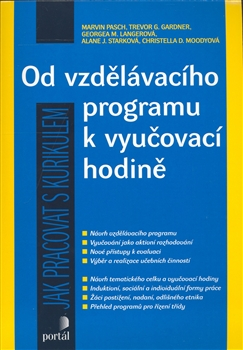 MARVIN PASCH, TREVOR G. GARDNER,
GEORGEA M. LANGEROVÁ,
ALANE J. STARKOVÁ, CHRISTELLA D. MOODYOVÁ
Od vzdělávacího
programu
k vyučovací
hodině
JAK PRACOVAT S KURIKULEM
Návrh vzdělávacího programu
Vyučování jako aktivní rozhodování
Nové přístupy k evaluaci
Výběr a realizace učebních činností
Návrh tematického celku a vyučovací hodiny
Induktivní, sociální a individuální formy práce
Žáci postižení, nadaní, odlišného etnika
Přehled programů pro řízení třídy
portál